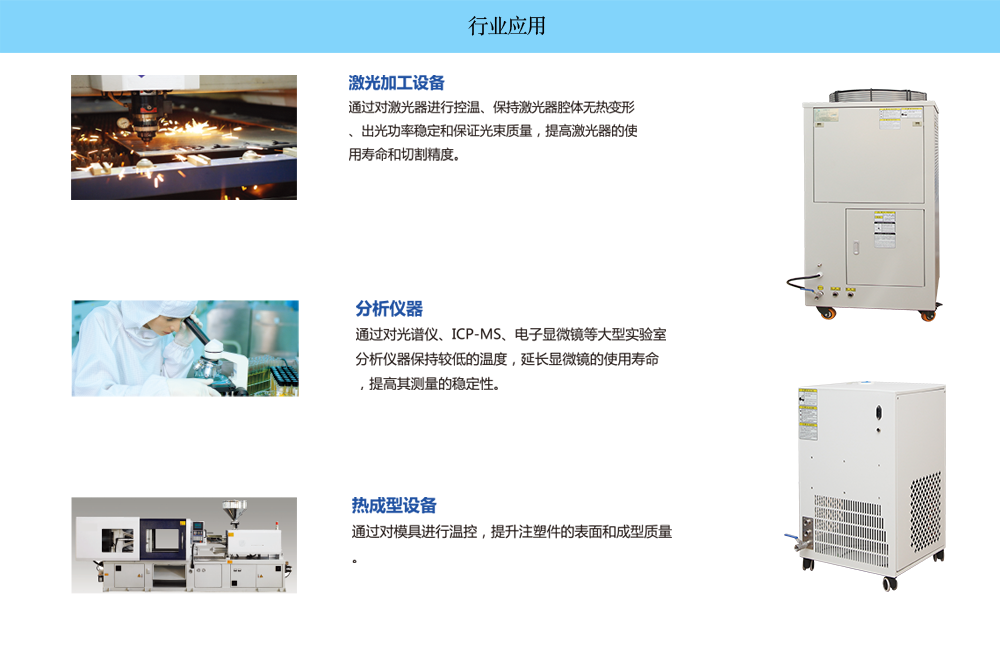 行业应用
激光加工设备
通过对激光器进行控温、保持激光器腔体无热变形
、出光功率稳定和保证光束质量，提高激光器的使
用寿命和切割精度。
分析仪器
通过对光谱仪、ICP-MS、电子显微镜等大型实验室
分析仪器保持较低的温度，延长显微镜的使用寿命
，提高其测量的稳定性。
热成型设备
通过对模具进行温控，提升注塑件的表面和成型质量
。